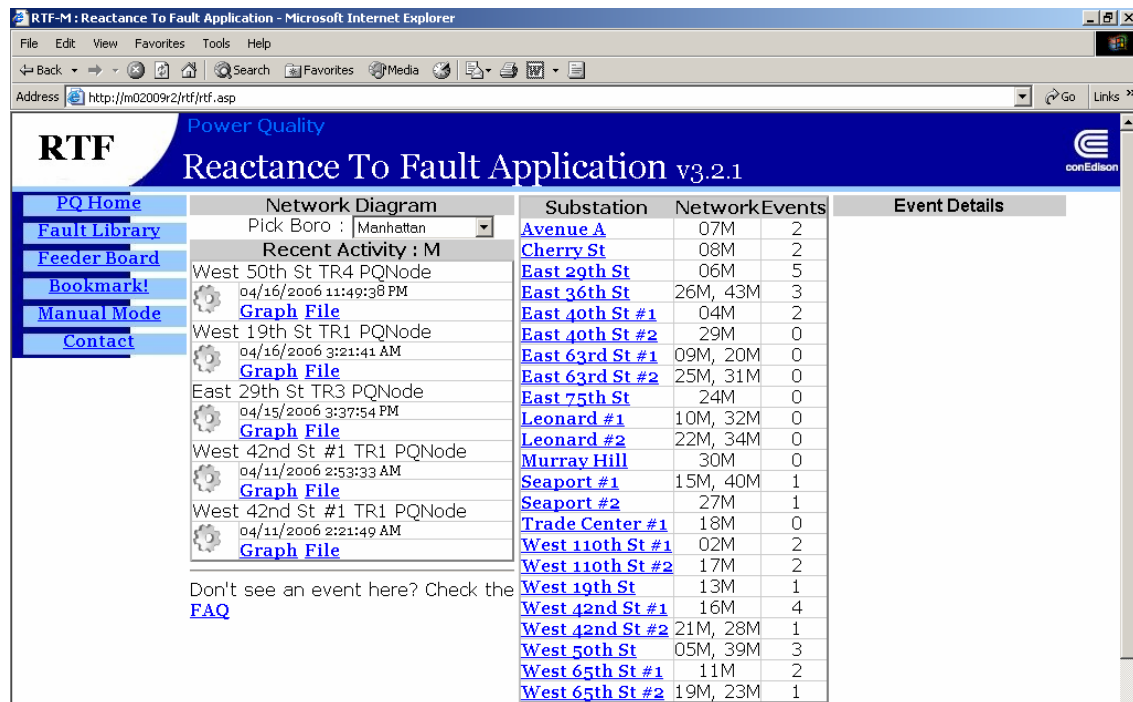 RTF-M : Reactance To Fault Application - Microsoft Internet Explorer
File Edit View Favorites Tools Help
Back Search Favorites Media
Address http://m02009r2/rtf/rtf.asp Go Links »
RTF
Power Quality
Reactance To Fault Application v3.2.1
conEdison
PQ Home
Fault Library
Feeder Board
Bookmark!
Manual Mode
Contact
Network Diagram
Pick Boro : Manhattan
Recent Activity : M
West 50th St TR4 PQNode
04/16/2006 11:49:38 PM
Graph File
West 19th St TR1 PQNode
04/16/2006 3:21:41 AM
Graph File
East 29th St TR3 PQNode
04/15/2006 3:37:54 PM
Graph File
West 42nd St #1 TR1 PQNode
04/11/2006 2:53:33 AM
Graph File
West 42nd St #1 TR1 PQNode
04/11/2006 2:21:49 AM
Graph File
Don't see an event here? Check the
FAQ
Substation Network Events
Avenue A 07M 2
Cherry St 08M 2
East 29th St 06M 5
East 36th St 26M, 43M 3
East 40th St #1 04M 2
East 40th St #2 29M 0
East 63rd St #1 09M, 20M 0
East 63rd St #2 25M, 31M 0
East 75th St 24M 0
Leonard #1 10M, 32M 0
Leonard #2 22M, 34M 0
Murray Hill 30M 0
Seaport #1 15M, 40M 1
Seaport #2 27M 1
Trade Center #1 18M 0
West 110th St #1 02M 2
West 110th St #2 17M 2
West 19th St 13M 1
West 42nd St #1 16M 4
West 42nd St #2 21M, 28M 1
West 50th St 05M, 39M 3
West 65th St #1 11M 2
West 65th St #2 19M, 23M 1
Event Details